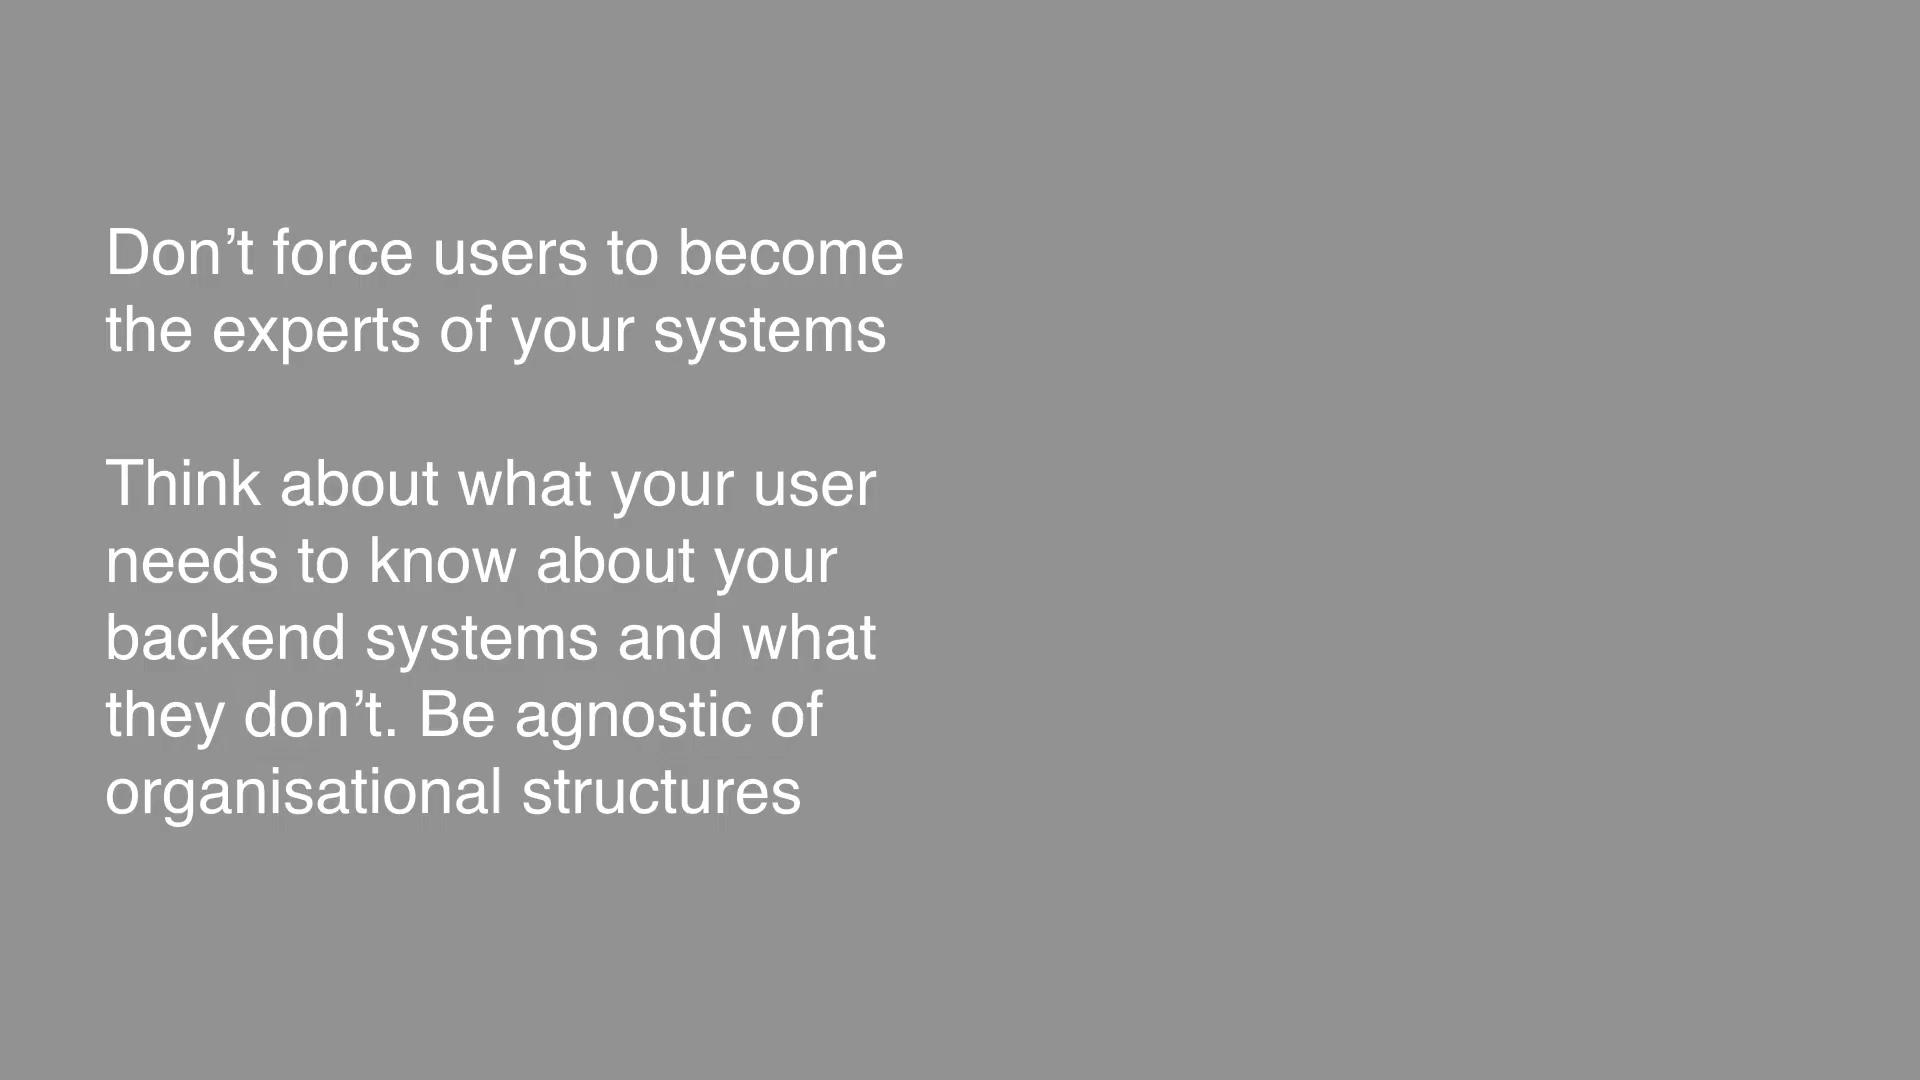 Don’t force users to become
the experts of your systems
Think about what your user
needs to know about your
backend systems and what
they don’t. Be agnostic of
organisational structures